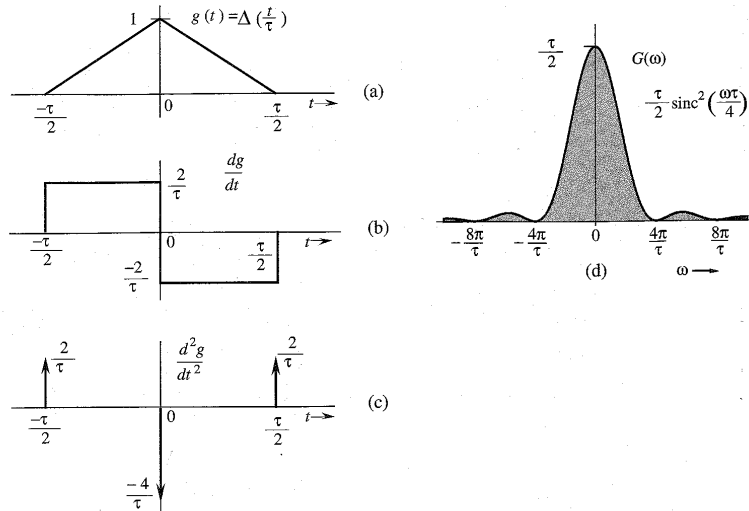 1 g (t) = Δ (t/τ)
-τ/2 0 τ/2 t→ (a)
2/τ dg/dt
-τ/2 0 τ/2 t→ (b)
-2/τ
2/τ d²g/dt² 2/τ
-τ/2 0 τ/2 t→ (c)
-4/τ
τ/2 G(ω)
τ/2 sinc² (ωτ/4)
-8π/τ -4π/τ 0 4π/τ 8π/τ
(d) ω→